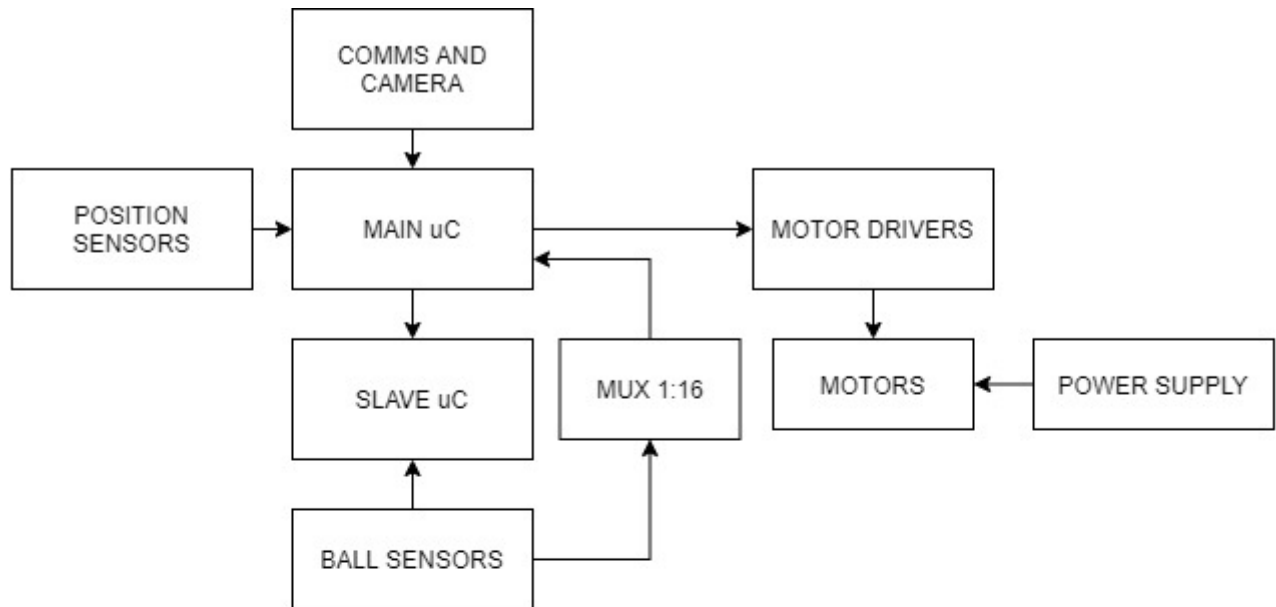 COMMS AND
CAMERA
POSITION
SENSORS
MAIN uC
MOTOR DRIVERS
SLAVE uC
MUX 1:16
MOTORS
POWER SUPPLY
BALL SENSORS